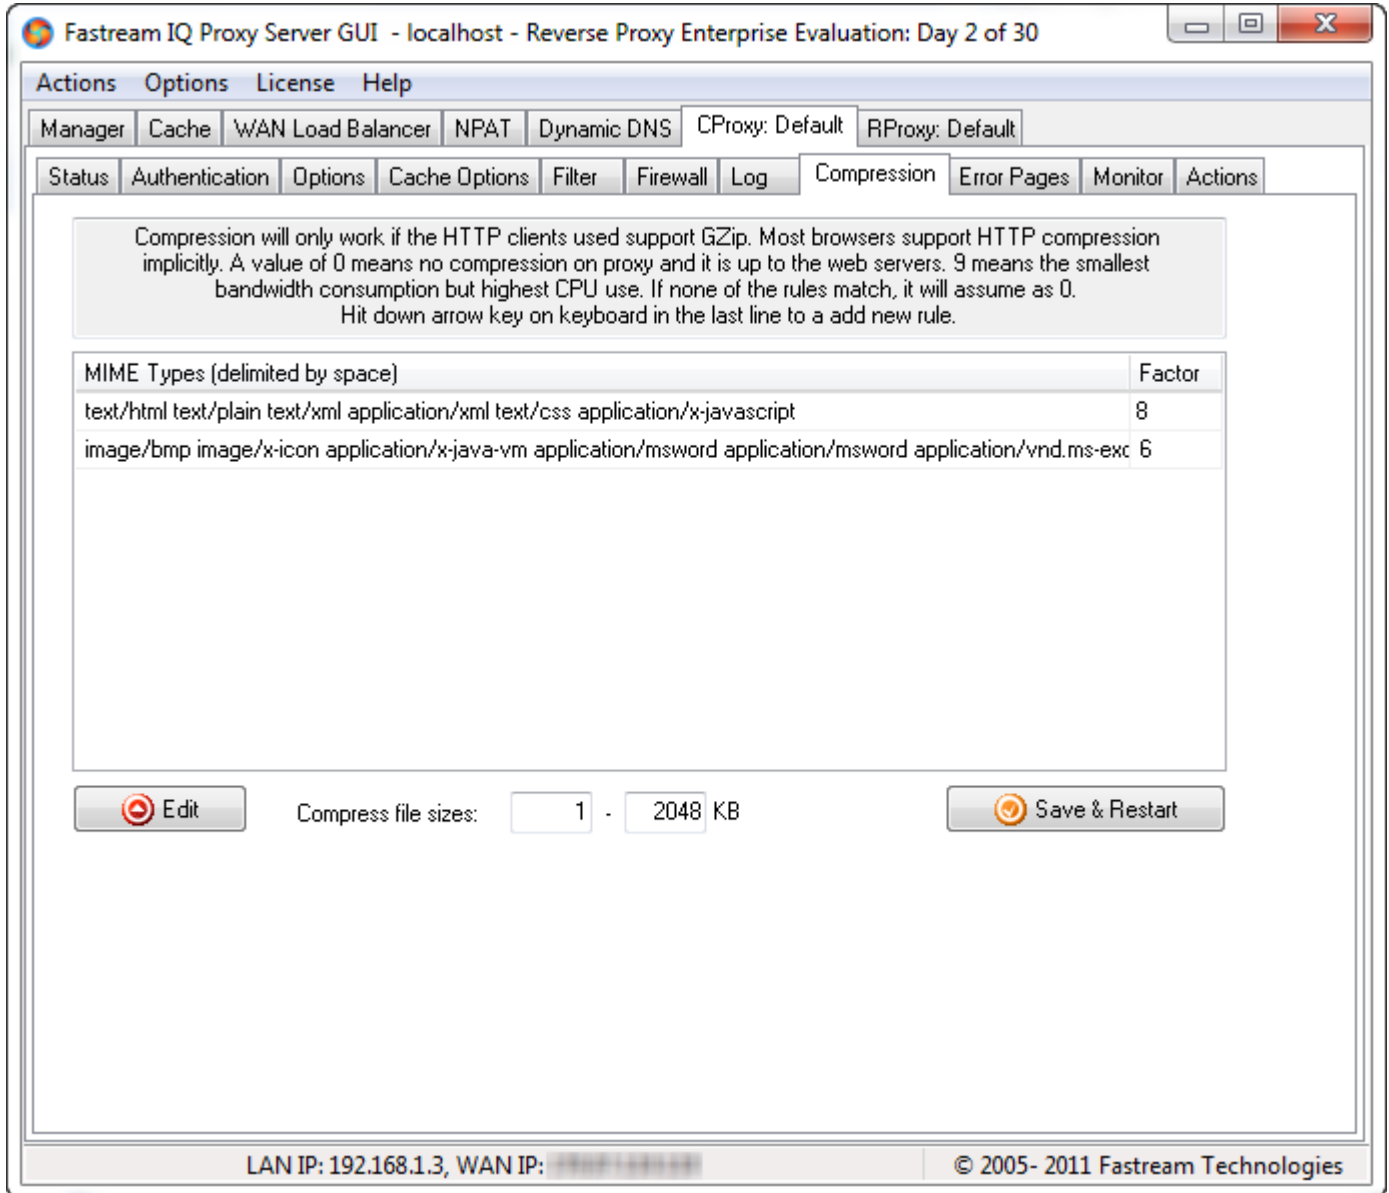 Fastream IQ Proxy Server GUI - localhost - Reverse Proxy Enterprise Evaluation: Day 2 of 30
Actions Options License Help
Manager Cache WAN Load Balancer NPAT Dynamic DNS CProxy: Default RProxy: Default
Status Authentication Options Cache Options Filter Firewall Log Compression Error Pages Monitor Actions
Compression will only work if the HTTP clients used support GZip. Most browsers support HTTP compression
implicitly. A value of 0 means no compression on proxy and it is up to the web servers. 9 means the smallest
bandwidth consumption but highest CPU use. If none of the rules match, it will assume as 0.
Hit down arrow key on keyboard in the last line to a add new rule.
MIME Types (delimited by space) Factor
text/html text/plain text/xml application/xml text/css application/x-javascript 8
image/bmp image/x-icon application/x-java-vm application/msword application/msword application/vnd.ms-exc 6
Edit Compress file sizes: 1 - 2048 KB Save & Restart
LAN IP: 192.168.1.3, WAN IP: © 2005- 2011 Fastream Technologies